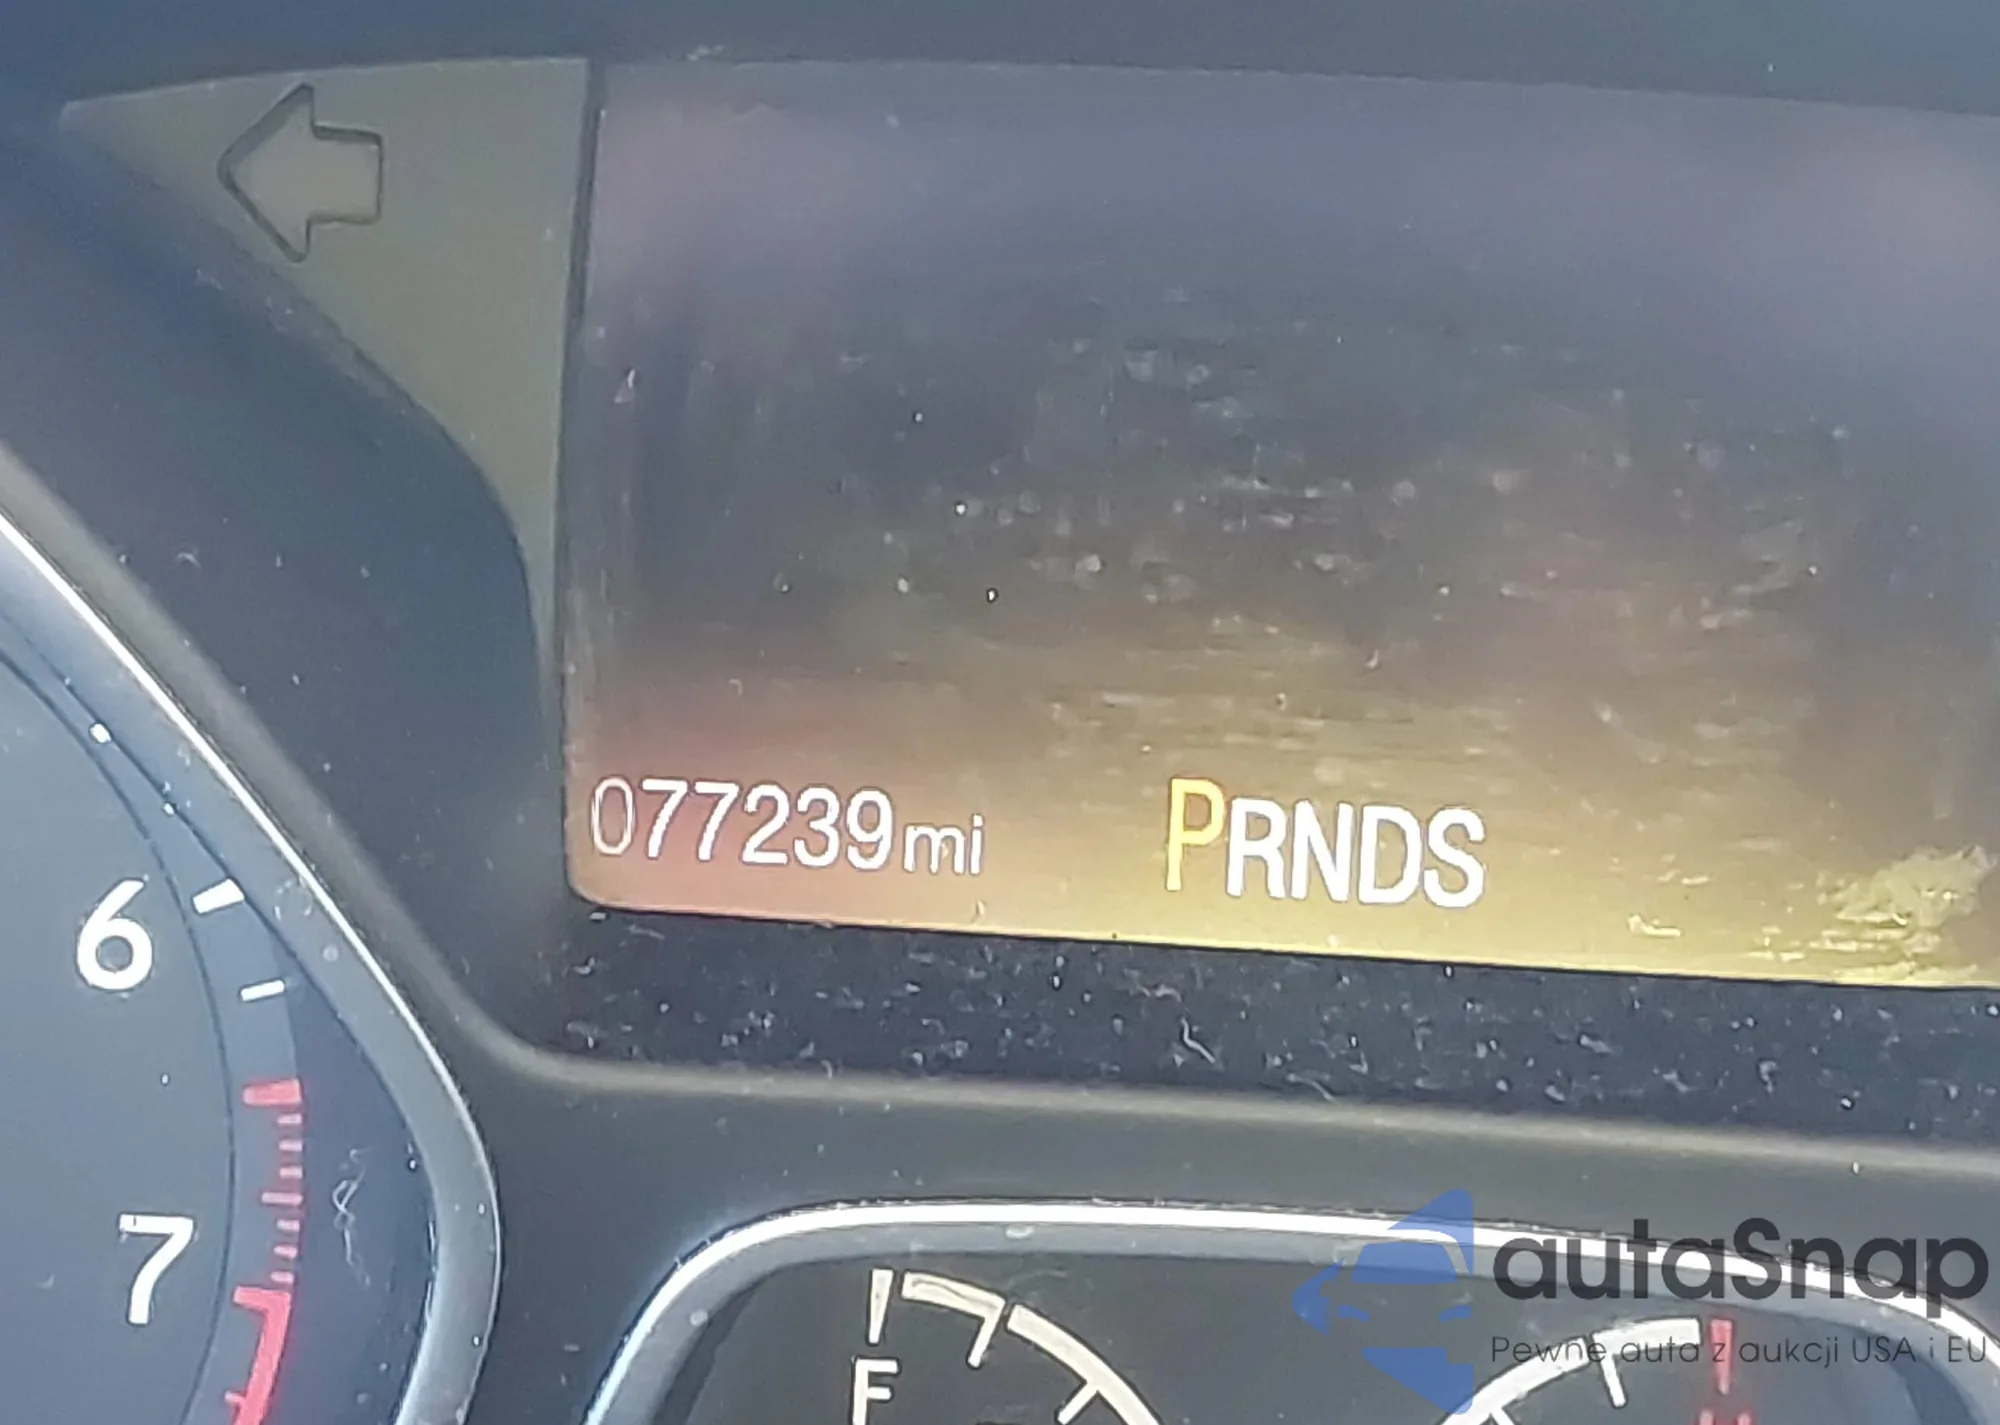 077239mi PRNDS
6
7
F
H
autaSnap
Pewne auta z aukcji USA i EU